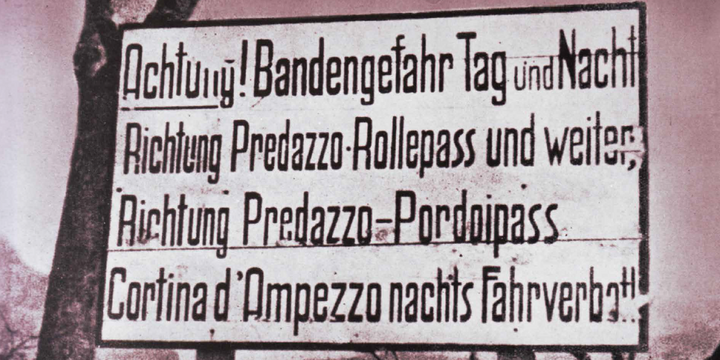 Achtung! Bandengefahr Tag und Nacht
Richtung Predazzo-Rollepass und weiter,
Richtung Predazzo-Pordoipass
Cortina d'Ampezzo nachts Fahrverbot!